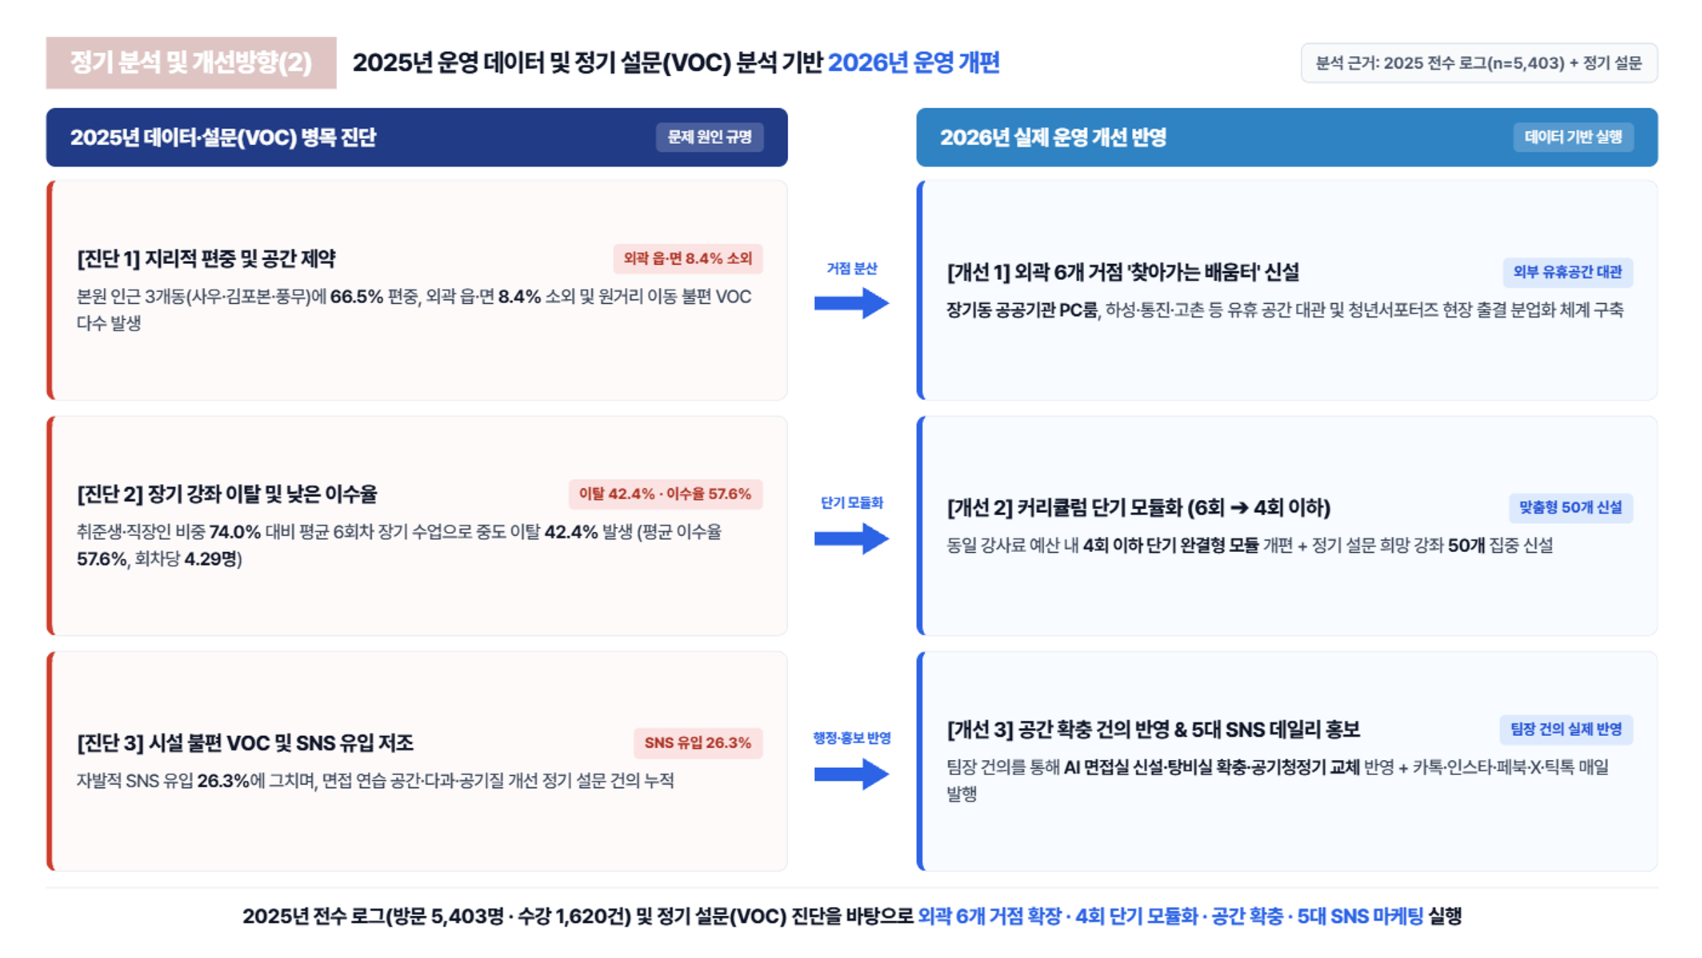 정기 분석 및 개선방향(2)
2025년 운영 데이터 및 정기 설문(VOC) 분석 기반 2026년 운영 개편
분석 근거: 2025 전수 로그(n=5,403) + 정기 설문
2025년 데이터·설문(VOC) 병목 진단
문제 원인 규명
2026년 실제 운영 개선 반영
데이터 기반 실행
[진단 1] 지리적 편중 및 공간 제약
외곽 읍·면 8.4% 소외
본원 인근 3개동(사우·김포본·풍무)에 66.5% 편중, 외곽 읍·면 8.4% 소외 및 원거리 이동 불편 VOC
다수 발생
거점 분산
[개선 1] 외곽 6개 거점 '찾아가는 배움터' 신설
외부 유휴공간 대관
장기동 공공기관 PC룸, 하성·통진·고촌 등 유휴 공간 대관 및 청년서포터즈 현장 출결 분업화 체계 구축
[진단 2] 장기 강좌 이탈 및 낮은 이수율
이탈 42.4% · 이수율 57.6%
취준생·직장인 비중 74.0% 대비 평균 6회차 장기 수업으로 중도 이탈 42.4% 발생 (평균 이수율
57.6%, 회차당 4.29명)
단기 모듈화
[개선 2] 커리큘럼 단기 모듈화 (6회 → 4회 이하)
맞춤형 50개 신설
동일 강사료 예산 내 4회 이하 단기 완결형 모듈 개편 + 정기 설문 희망 강좌 50개 집중 신설
[진단 3] 시설 불편 VOC 및 SNS 유입 저조
SNS 유입 26.3%
자발적 SNS 유입 26.3%에 그치며, 면접 연습 공간·다과·공기질 개선 정기 설문 건의 누적
행정·홍보 반영
[개선 3] 공간 확충 건의 반영 & 5대 SNS 데일리 홍보
팀장 건의 실제 반영
팀장 건의를 통해 AI 면접실 신설·탕비실 확충·공기청정기 교체 반영 + 카톡·인스타·페북·X·틱톡 매일
발행
2025년 전수 로그(방문 5,403명 · 수강 1,620건) 및 정기 설문(VOC) 진단을 바탕으로 외곽 6개 거점 확장 · 4회 단기 모듈화 · 공간 확충 · 5대 SNS 마케팅 실행